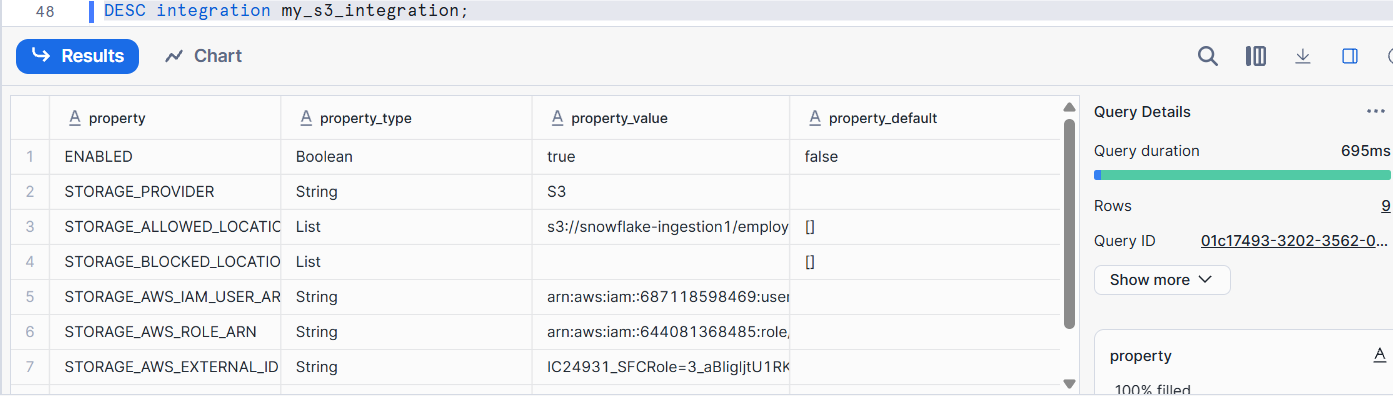 48 DESC integration my_s3_integration;
Results Chart
A property A property_type A property_value A property_default
1 ENABLED Boolean true false
2 STORAGE_PROVIDER String S3
3 STORAGE_ALLOWED_LOCATIO List s3://snowflake-ingestion1/employ []
4 STORAGE_BLOCKED_LOCATIO List []
5 STORAGE_AWS_IAM_USER_AR String arn:aws:iam::687118598469:user
6 STORAGE_AWS_ROLE_ARN String arn:aws:iam::644081368485:role/
7 STORAGE_AWS_EXTERNAL_ID String
Query Details ...
Query duration 695ms
Rows 9
Query ID 01c17493-3202-3562-0...
Show more
property A
100% filled